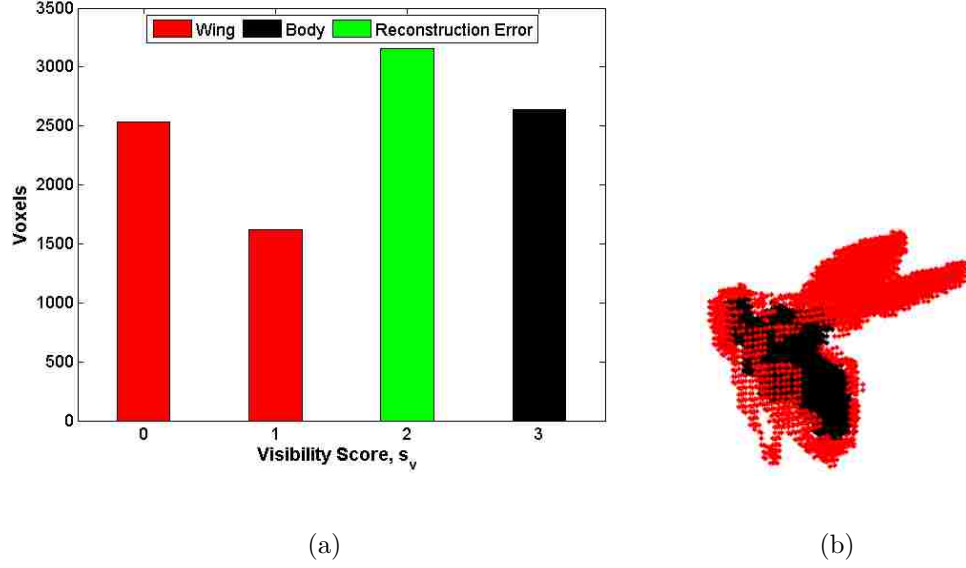 3500
3000
2500
2000
1500
1000
500
0
Voxels
Wing Body Reconstruction Error
0 1 2 3
Visibility Score, s_v
(a)
(b)